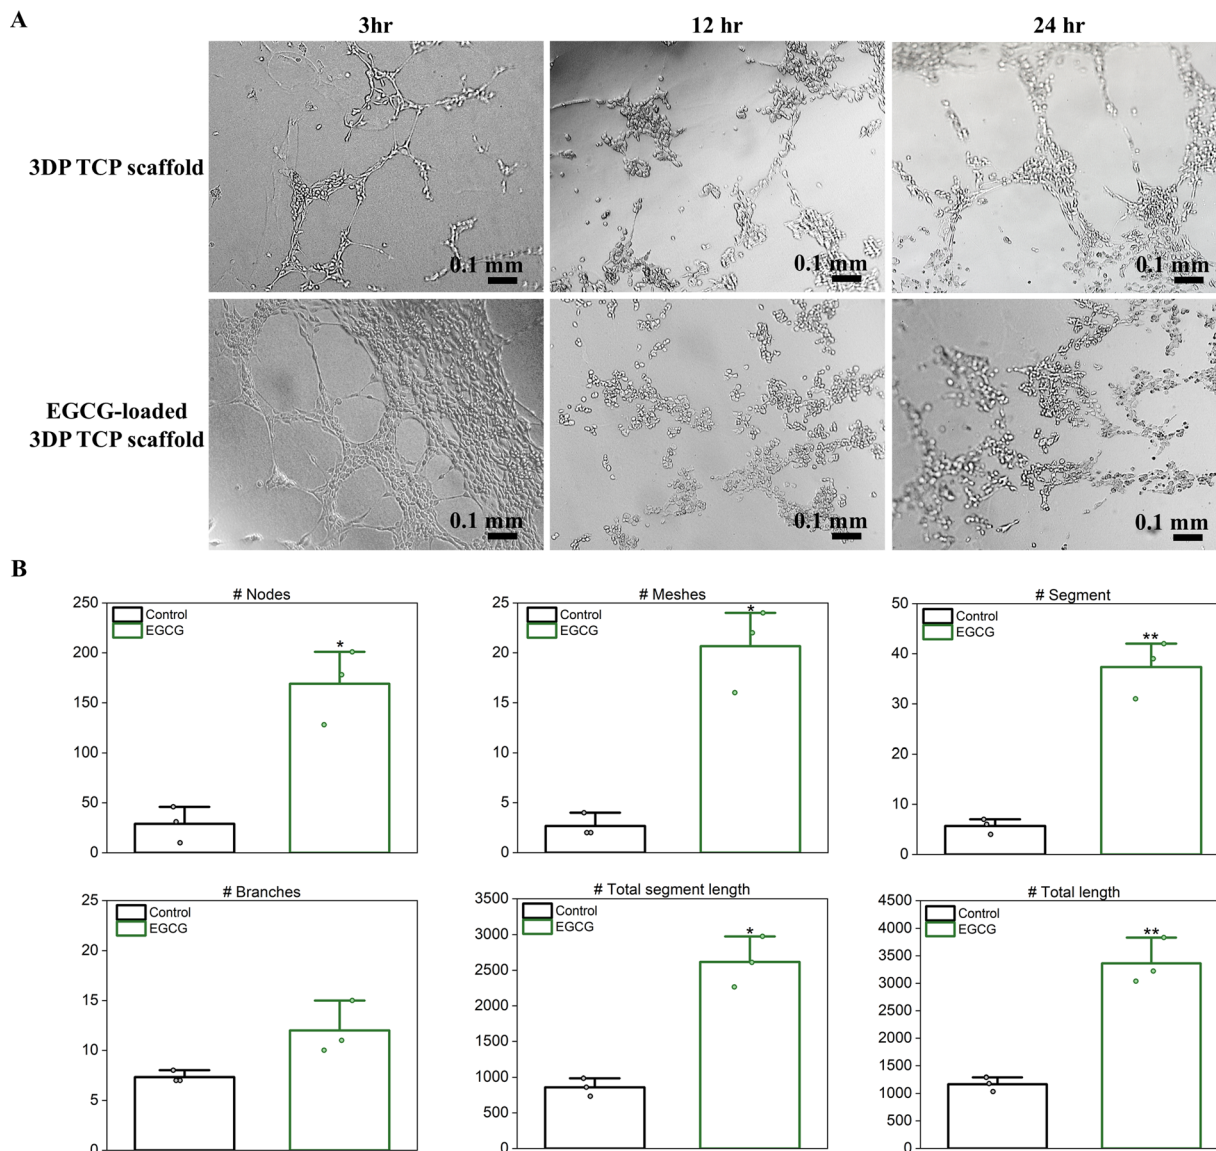 A
3hr
12 hr
24 hr
3DP TCP scaffold
0.1 mm
0.1 mm
0.1 mm
EGCG-loaded
3DP TCP scaffold
0.1 mm
0.1 mm
0.1 mm
B
# Nodes
Control
EGCG
*
250
200
150
100
50
0
# Meshes
Control
EGCG
*
25
20
15
10
5
0
# Segment
Control
EGCG
**
50
40
30
20
10
0
# Branches
Control
EGCG
25
20
15
10
5
0
# Total segment length
Control
EGCG
*
3500
3000
2500
2000
1500
1000
500
0
# Total length
Control
EGCG
**
4500
4000
3500
3000
2500
2000
1500
1000
500
0